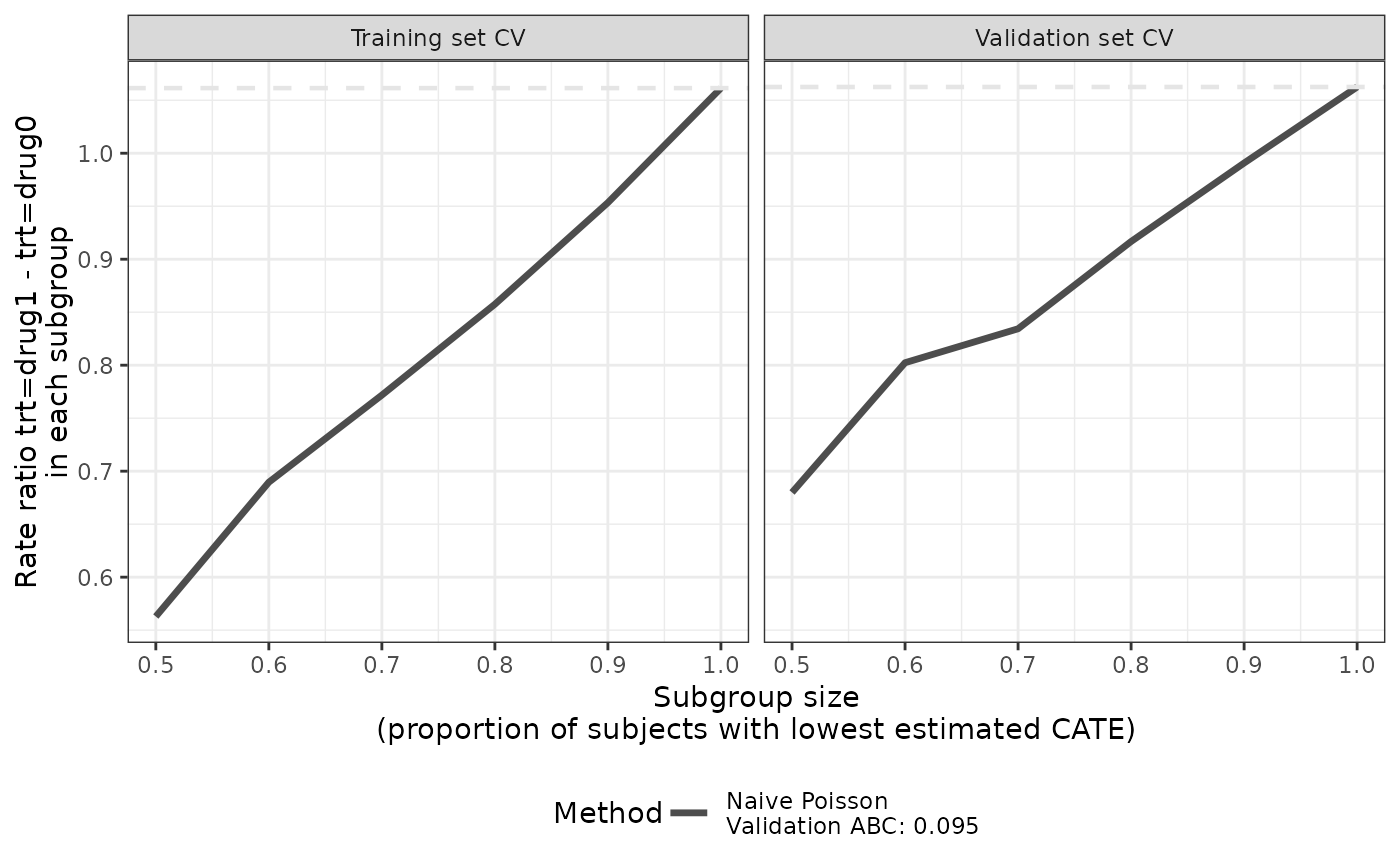 Training set CV
Validation set CV
Rate ratio trt=drug1 - trt=drug0
in each subgroup
1.0
0.9
0.8
0.7
0.6
0.5 0.6 0.7 0.8 0.9 1.0
0.5 0.6 0.7 0.8 0.9 1.0
Subgroup size
(proportion of subjects with lowest estimated CATE)
Method
Naive Poisson
Validation ABC: 0.095